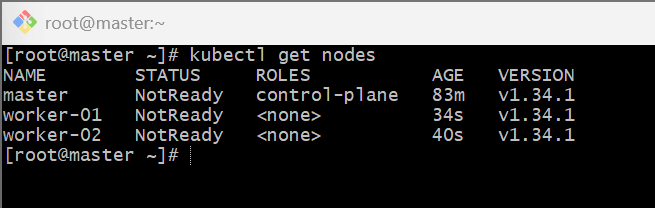 root@master:~
[root@master ~]# kubectl get nodes
NAME        STATUS     ROLES           AGE   VERSION
master      NotReady   control-plane   83m   v1.34.1
worker-01   NotReady   <none>          34s   v1.34.1
worker-02   NotReady   <none>          40s   v1.34.1
[root@master ~]#